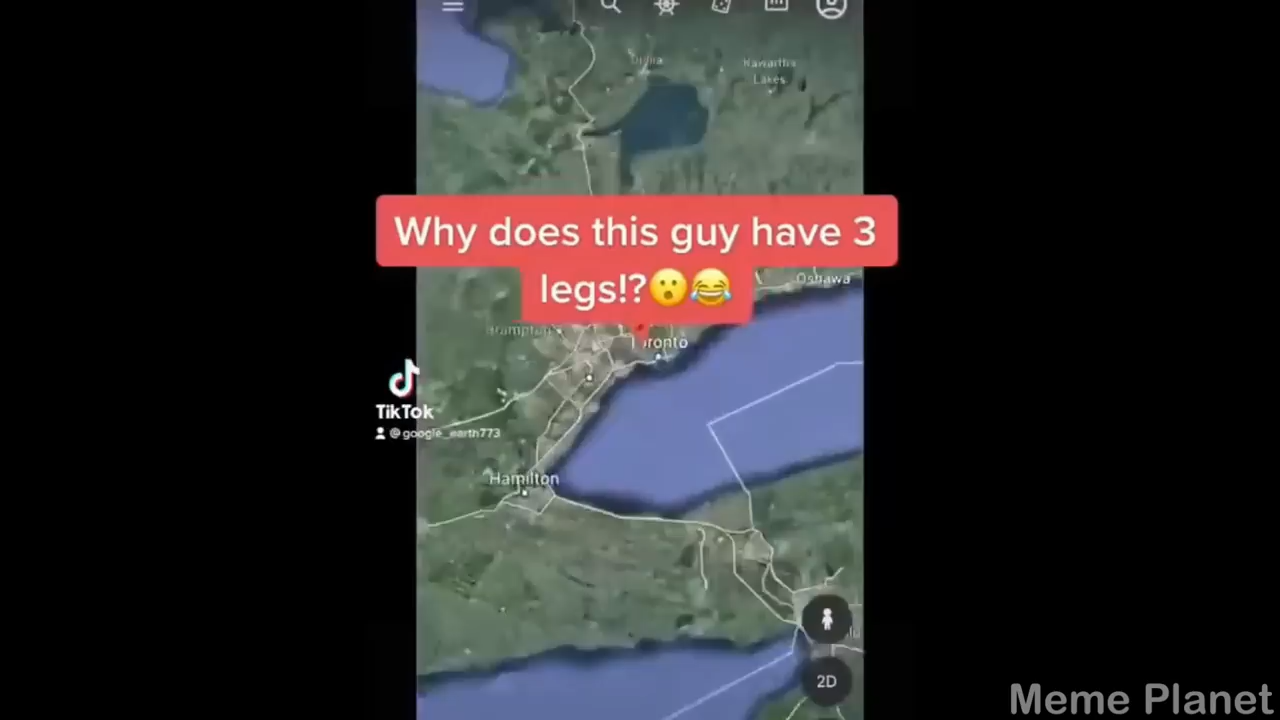 Orillia
Kawartha
Lakes
Why does this guy have 3
legs!?😮😂
Oshawa
Brampton
Toronto
TikTok
@google_earth773
Hamilton
2D
Meme Planet